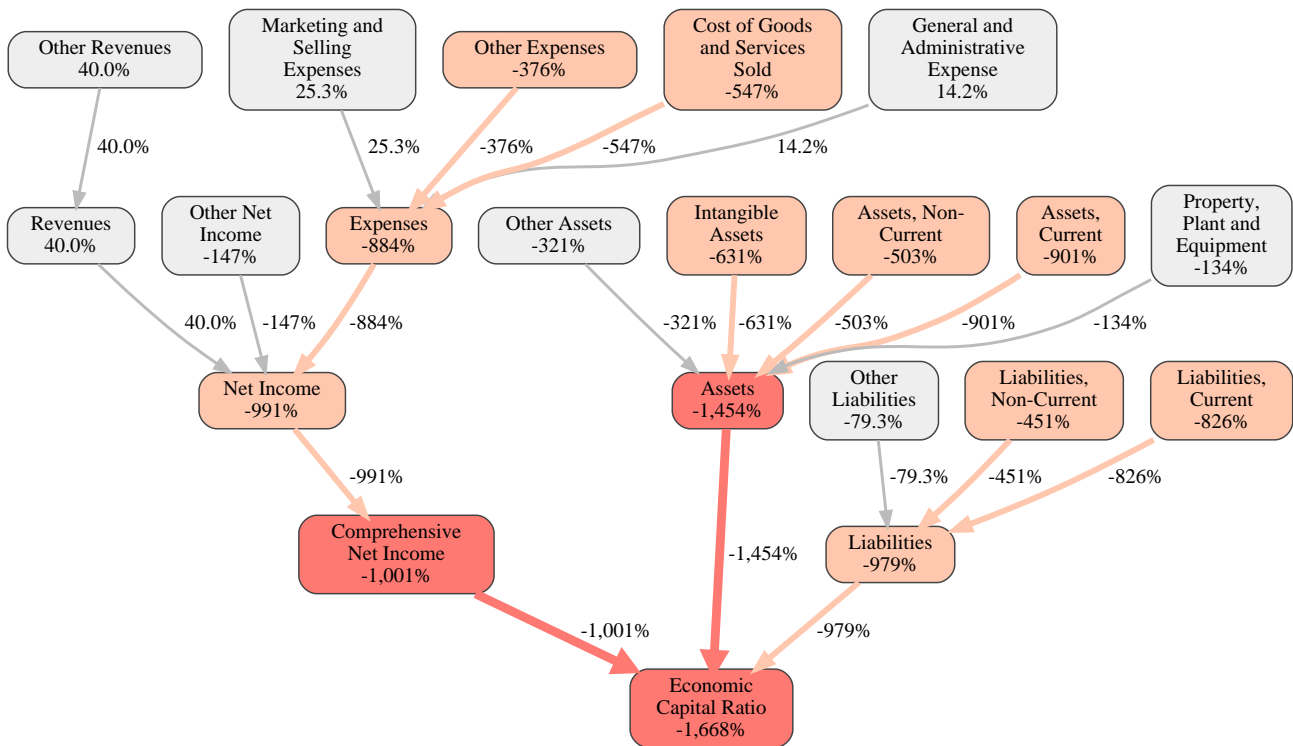 Other Revenues
40.0%
Marketing and
Selling
Expenses
25.3%
Other Expenses
-376%
Cost of Goods
and Services
Sold
-547%
General and
Administrative
Expense
14.2%
40.0%
25.3%
-376%
-547%
14.2%
Revenues
40.0%
Other Net
Income
-147%
Expenses
-884%
Other Assets
-321%
Intangible
Assets
-631%
Assets, Non-
Current
-503%
Assets,
Current
-901%
Property,
Plant and
Equipment
-134%
40.0%
-147%
-884%
-321%
-631%
-503%
-901%
-134%
Net Income
-991%
Assets
-1,454%
Other
Liabilities
-79.3%
Liabilities,
Non-Current
-451%
Liabilities,
Current
-826%
-991%
-79.3%
-451%
-826%
Comprehensive
Net Income
-1,001%
-1,454%
Liabilities
-979%
-1,001%
-979%
Economic
Capital Ratio
-1,668%